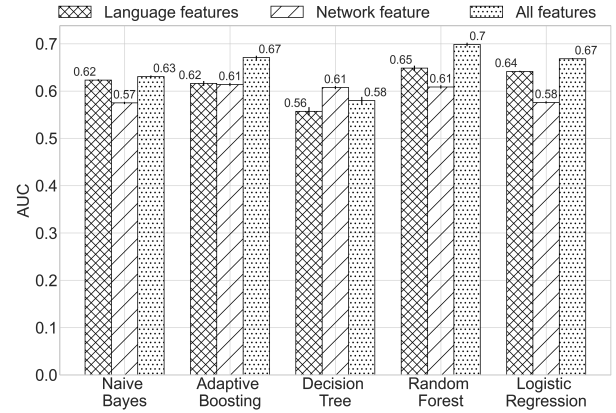 Language features
Network feature
All features
AUC
0.7
0.6
0.5
0.4
0.3
0.2
0.1
0.0
0.62
0.57
0.63
0.62
0.61
0.67
0.56
0.61
0.58
0.65
0.61
0.7
0.64
0.58
0.67
Naive
Bayes
Adaptive
Boosting
Decision
Tree
Random
Forest
Logistic
Regression